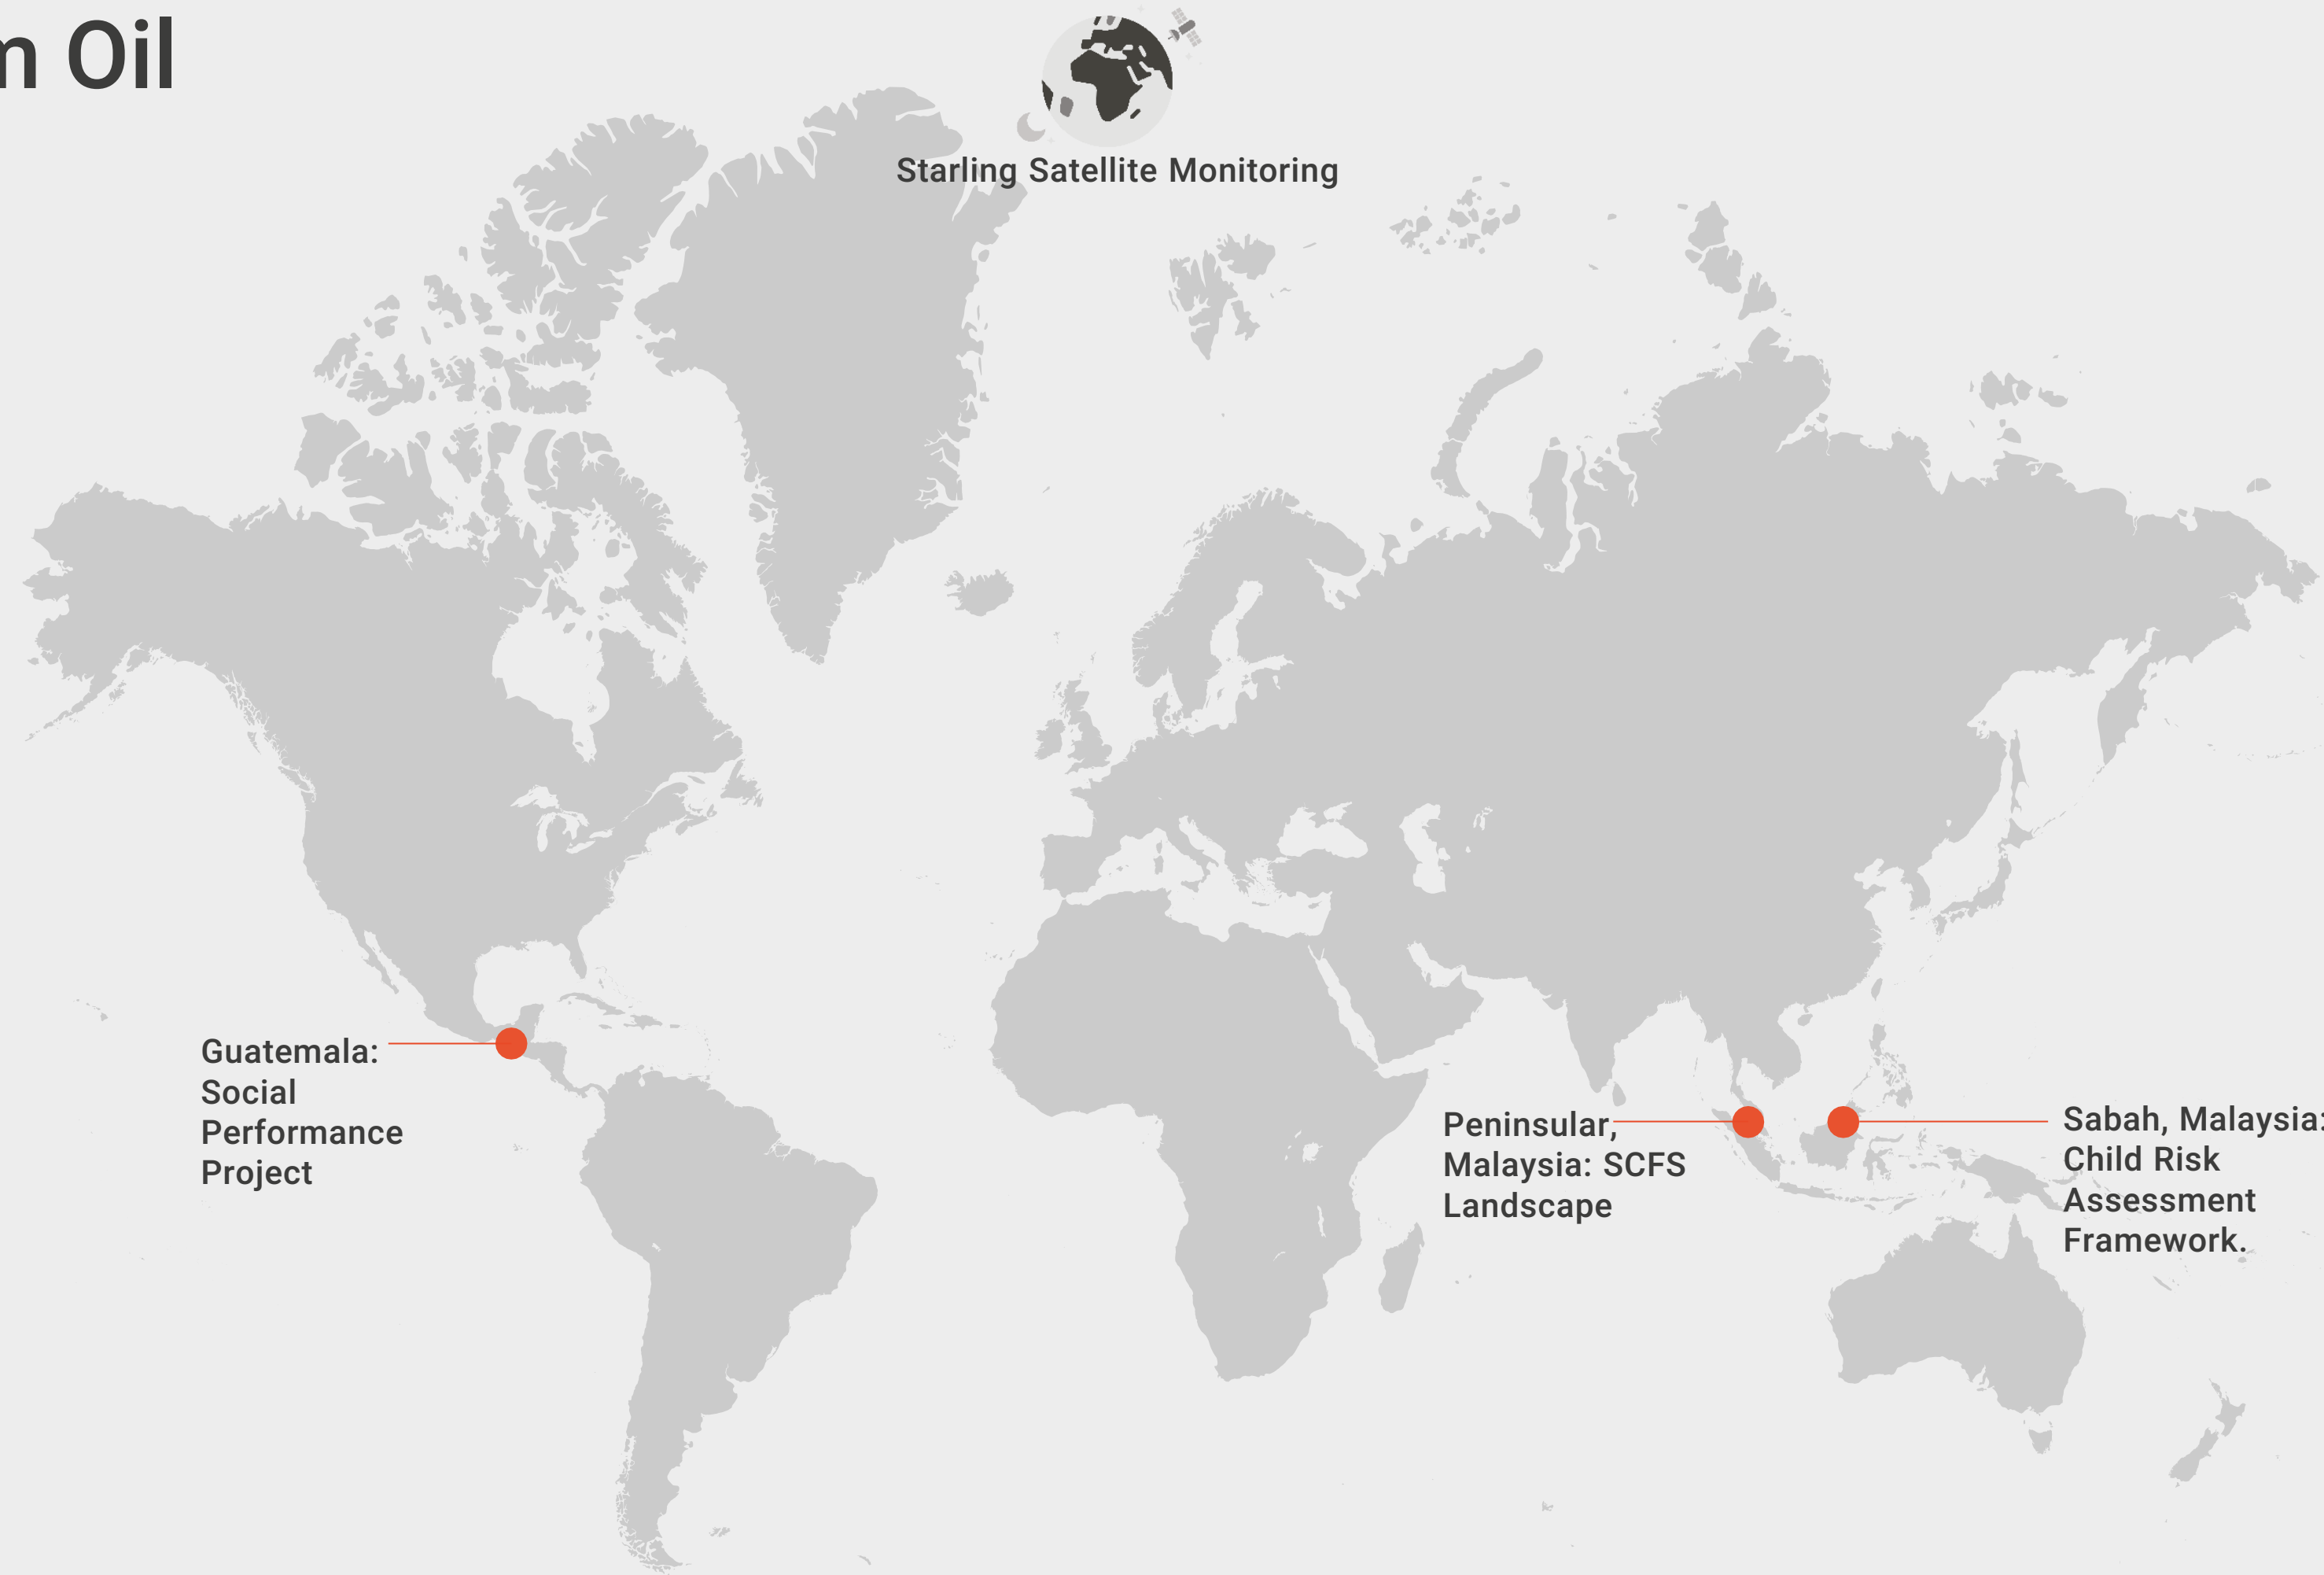 n Oil
Starling Satellite Monitoring
Guatemala:
Social
Performance
Project
Peninsular,
Malaysia: SCFS
Landscape
Sabah, Malaysia:
Child Risk
Assessment
Framework.